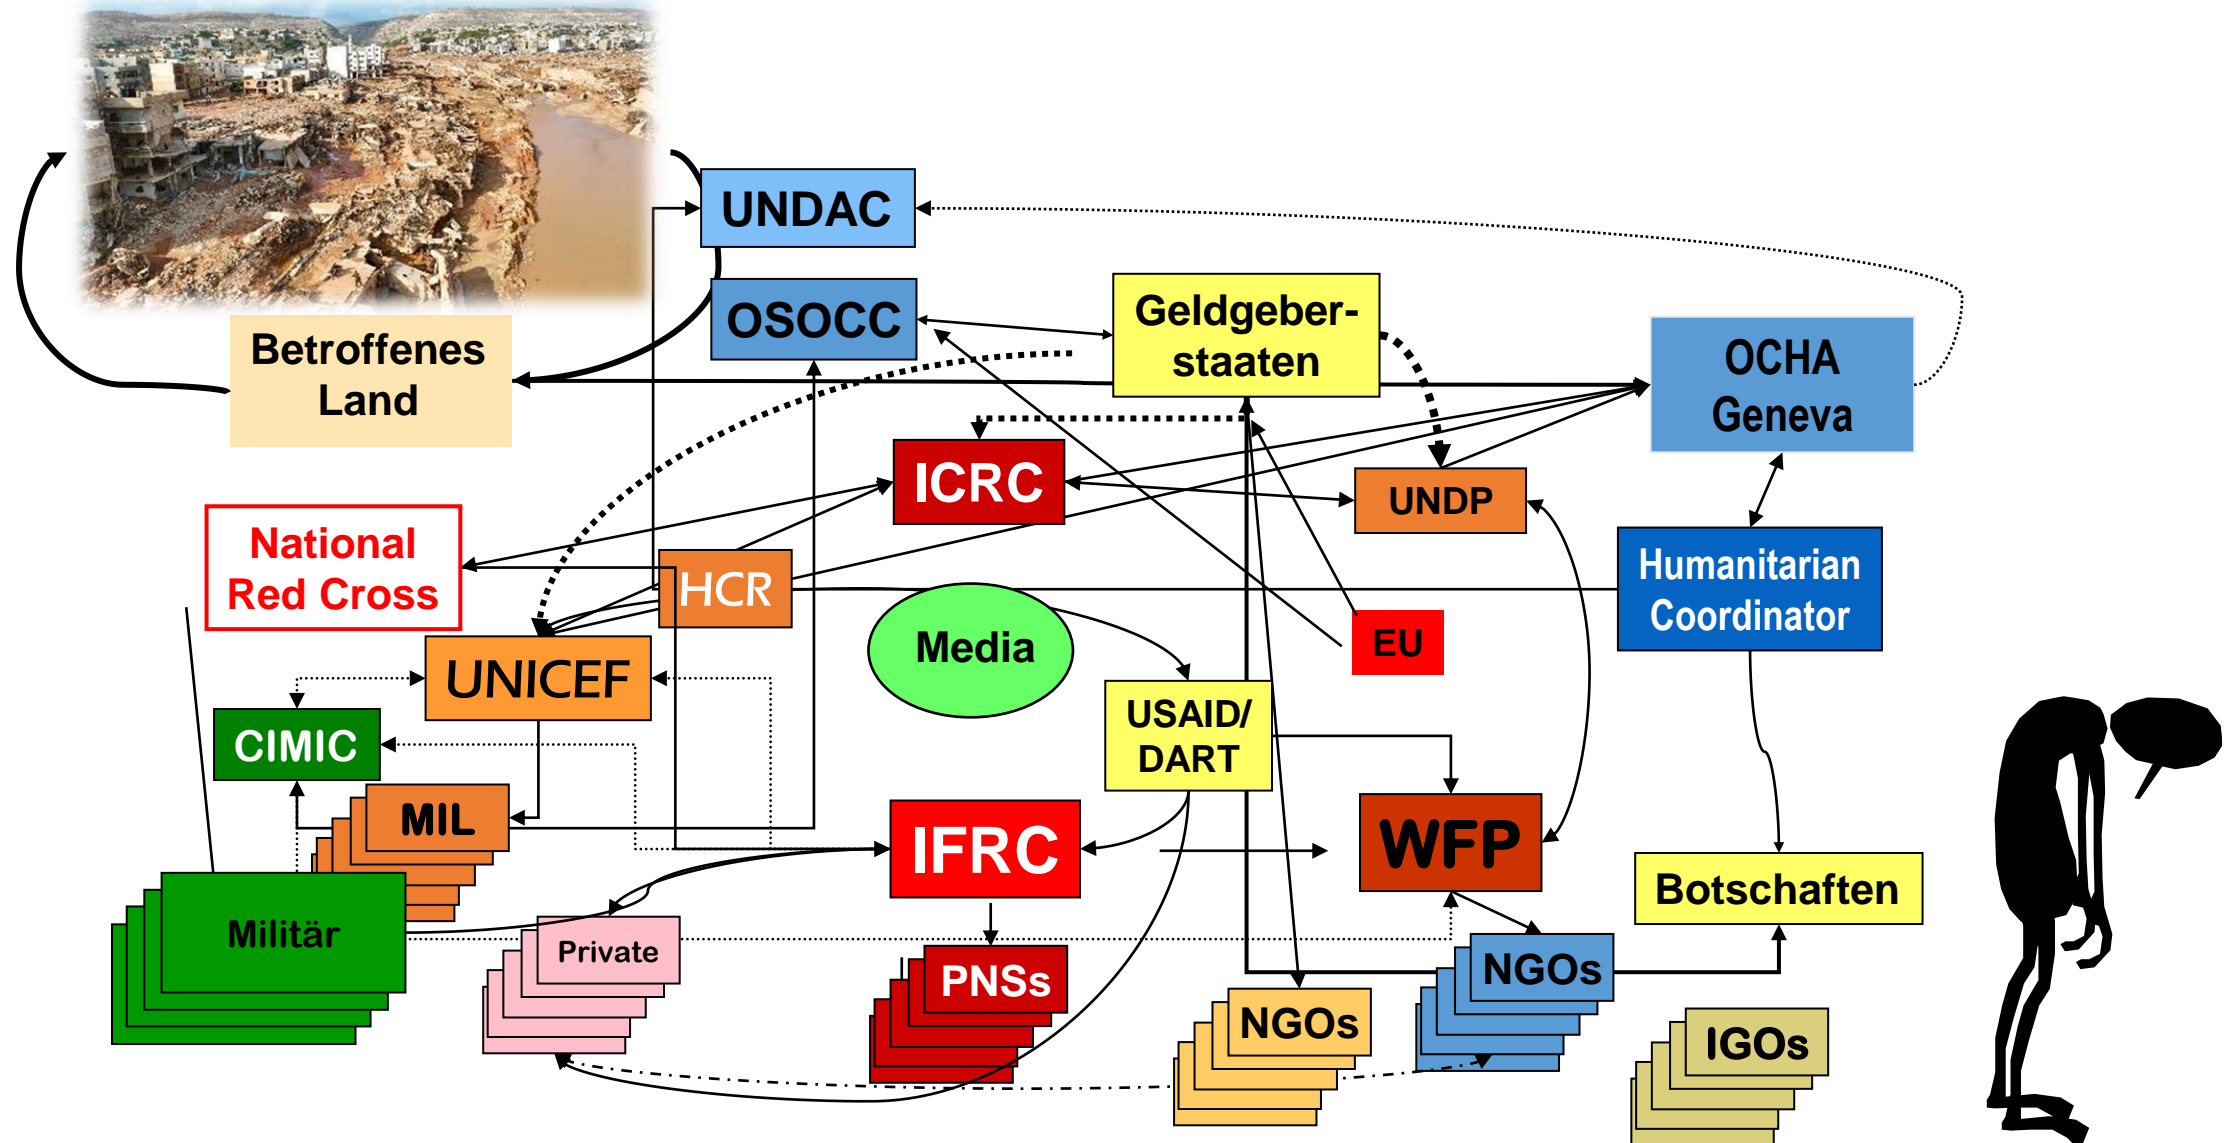 UNDAC
OSOCC
Geldgeber-
staaten
OCHA
Geneva
Betroffenes
Land
ICRC
UNDP
National
Red Cross
HCR
Humanitarian
Coordinator
Media
EU
UNICEF
USAID/
DART
CIMIC
MIL
IFRC
WFP
Botschaften
Militär
Private
PNSs
NGOs
NGOs
IGOs